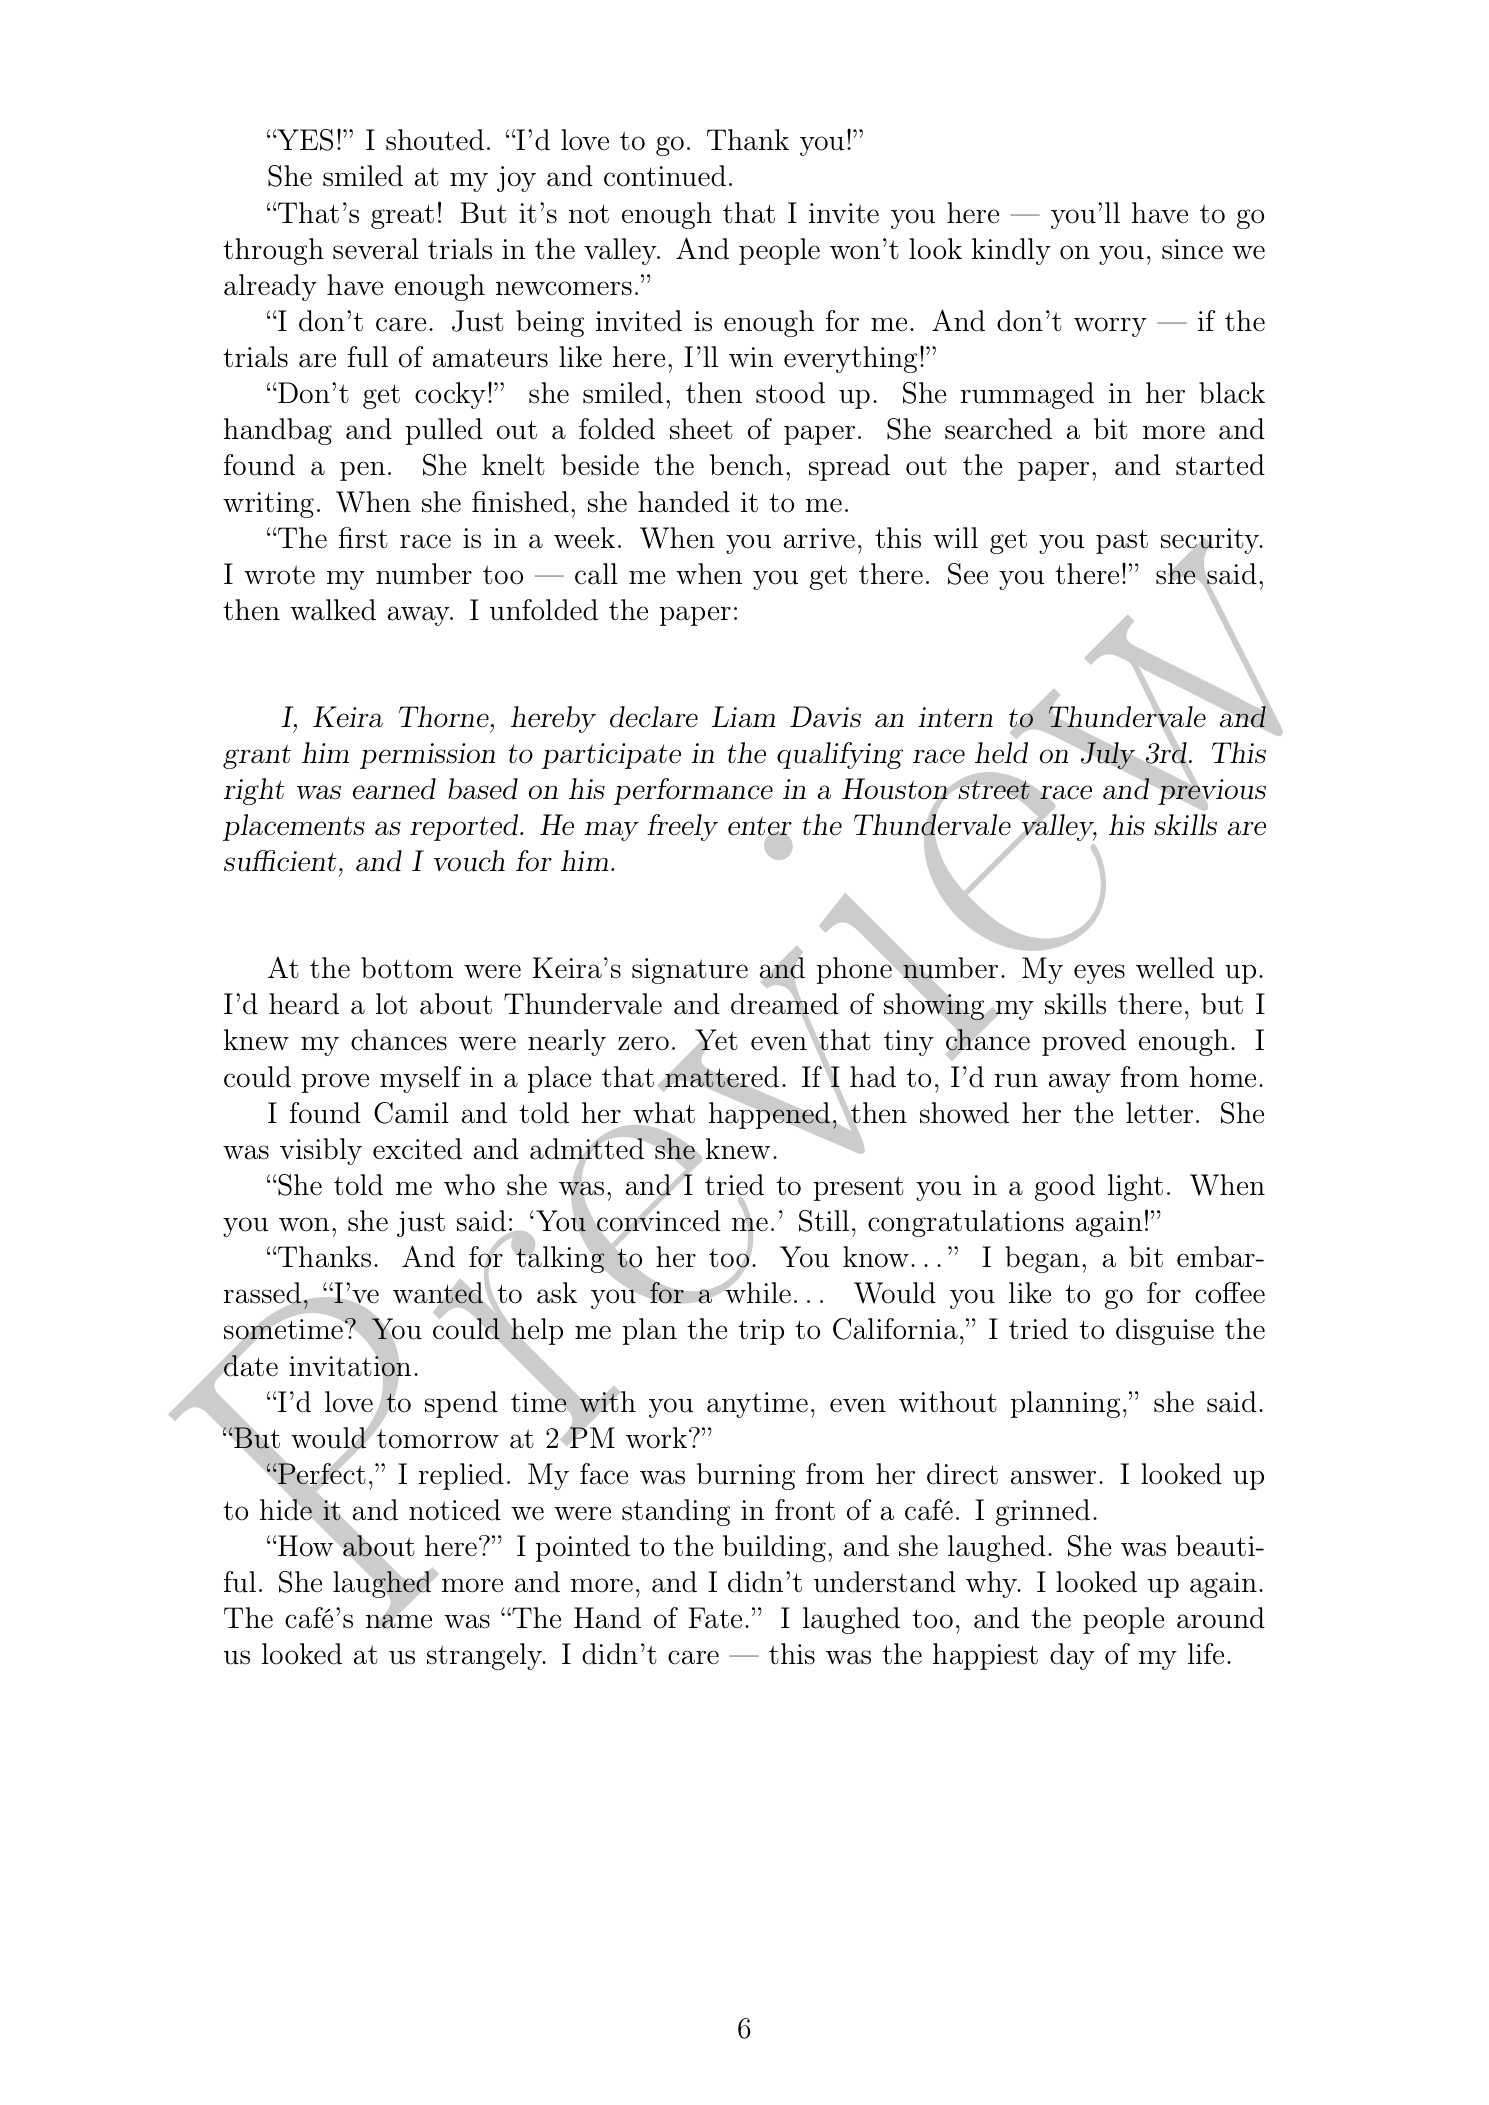 “YES!” I shouted. “I’d love to go. Thank you!”
She smiled at my joy and continued.
“That’s great! But it’s not enough that I invite you here — you’ll have to go
through several trials in the valley. And people won’t look kindly on you, since we
already have enough newcomers.”
“I don’t care. Just being invited is enough for me. And don’t worry — if the
trials are full of amateurs like here, I’ll win everything!”
“Don’t get cocky!” she smiled, then stood up. She rummaged in her black
handbag and pulled out a folded sheet of paper. She searched a bit more and
found a pen. She knelt beside the bench, spread out the paper, and started
writing. When she finished, she handed it to me.
“The first race is in a week. When you arrive, this will get you past security.
I wrote my number too — call me when you get there. See you there!” she said,
then walked away. I unfolded the paper:
I, Keira Thorne, hereby declare Liam Davis an intern to Thundervale and
grant him permission to participate in the qualifying race held on July 3rd. This
right was earned based on his performance in a Houston street race and previous
placements as reported. He may freely enter the Thundervale valley, his skills are
sufficient, and I vouch for him.
At the bottom were Keira’s signature and phone number. My eyes welled up.
I’d heard a lot about Thundervale and dreamed of showing my skills there, but I
knew my chances were nearly zero. Yet even that tiny chance proved enough. I
could prove myself in a place that mattered. If I had to, I’d run away from home.
I found Camil and told her what happened, then showed her the letter. She
was visibly excited and admitted she knew.
“She told me who she was, and I tried to present you in a good light. When
you won, she just said: ‘You convinced me.’ Still, congratulations again!”
“Thanks. And for talking to her too. You know…” I began, a bit embar-
rassed, “I’ve wanted to ask you for a while… Would you like to go for coffee
sometime? You could help me plan the trip to California,” I tried to disguise the
date invitation.
“I’d love to spend time with you anytime, even without planning,” she said.
“But would tomorrow at 2 PM work?”
“Perfect,” I replied. My face was burning from her direct answer. I looked up
to hide it and noticed we were standing in front of a café. I grinned.
“How about here?” I pointed to the building, and she laughed. She was beauti-
ful. She laughed more and more, and I didn’t understand why. I looked up again.
The café’s name was “The Hand of Fate.” I laughed too, and the people around
us looked at us strangely. I didn’t care — this was the happiest day of my life.
6
Preview